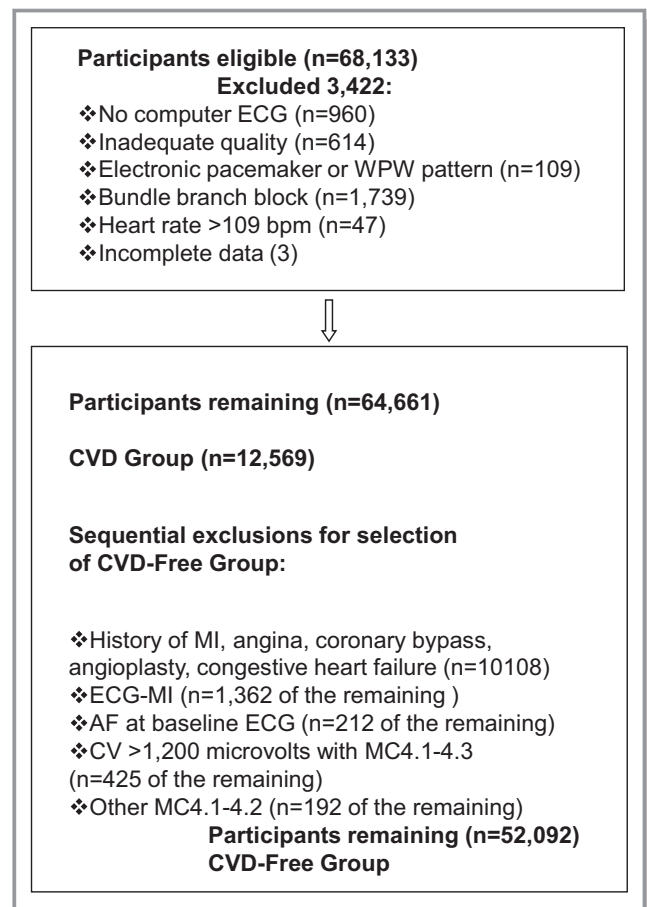 Participants eligible (n=68,133)
Excluded 3,422:
❖No computer ECG (n=960)
❖Inadequate quality (n=614)
❖Electronic pacemaker or WPW pattern (n=109)
❖Bundle branch block (n=1,739)
❖Heart rate >109 bpm (n=47)
❖Incomplete data (3)
Participants remaining (n=64,661)
CVD Group (n=12,569)
Sequential exclusions for selection
of CVD-Free Group:
❖History of MI, angina, coronary bypass,
angioplasty, congestive heart failure (n=10108)
❖ECG-MI (n=1,362 of the remaining )
❖AF at baseline ECG (n=212 of the remaining)
❖CV >1,200 microvolts with MC4.1-4.3
(n=425 of the remaining)
❖Other MC4.1-4.2 (n=192 of the remaining)
Participants remaining (n=52,092)
CVD-Free Group